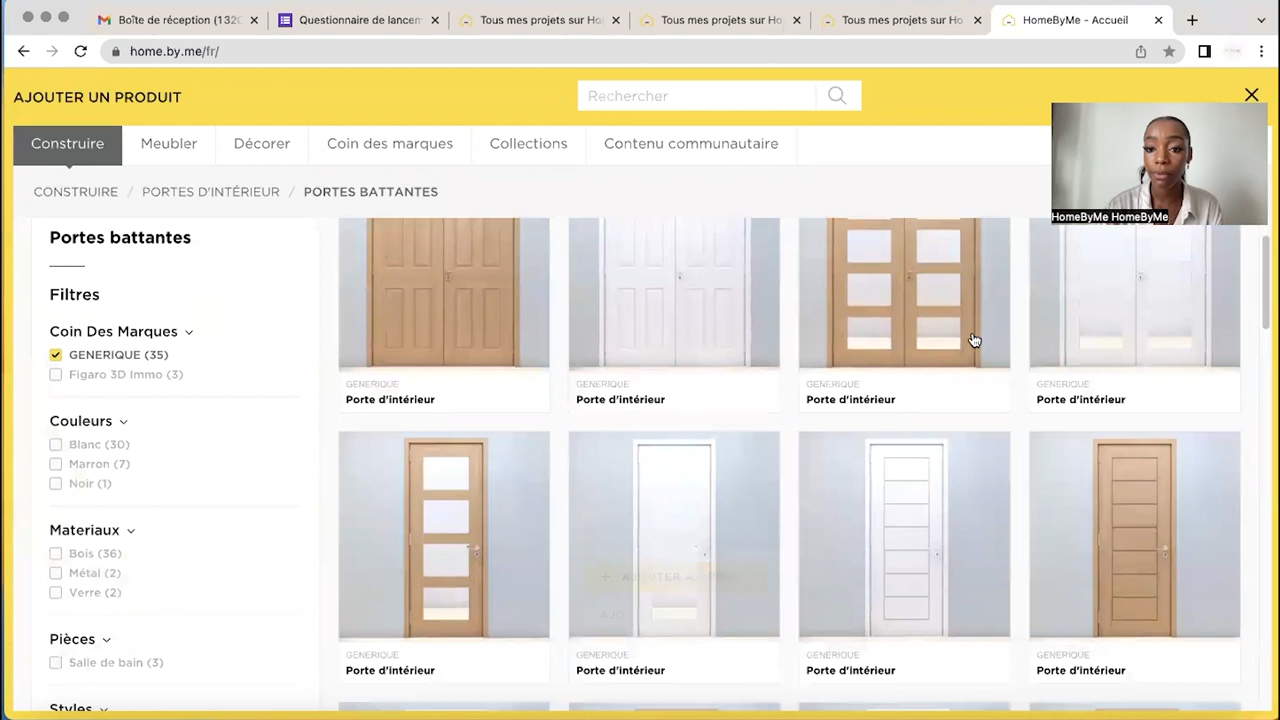 Boîte de réception (1320
Questionnaire de lancem
Tous mes projets sur Ho
Tous mes projets sur Ho
Tous mes projets sur Ho
HomeByMe - Accueil
home.by.me/fr/
AJOUTER UN PRODUIT
Rechercher
Construire
Meubler
Décorer
Coin des marques
Collections
Contenu communautaire
HomeByMe HomeByMe
CONSTRUIRE / PORTES D'INTÉRIEUR / PORTES BATTANTES
Portes battantes
Filtres
Coin Des Marques
GENERIQUE (35)
Figaro 3D Immo (3)
Couleurs
Blanc (30)
Marron (7)
Noir (1)
Materiaux
Bois (36)
Métal (2)
Verre (2)
Pièces
Salle de bain (3)
Styles
GENERIQUE
Porte d'intérieur
GENERIQUE
Porte d'intérieur
GENERIQUE
Porte d'intérieur
GENERIQUE
Porte d'intérieur
+ AJOUTER
AJO
GENERIQUE
Porte d'intérieur
GENERIQUE
Porte d'intérieur
GENERIQUE
Porte d'intérieur
GENERIQUE
Porte d'intérieur